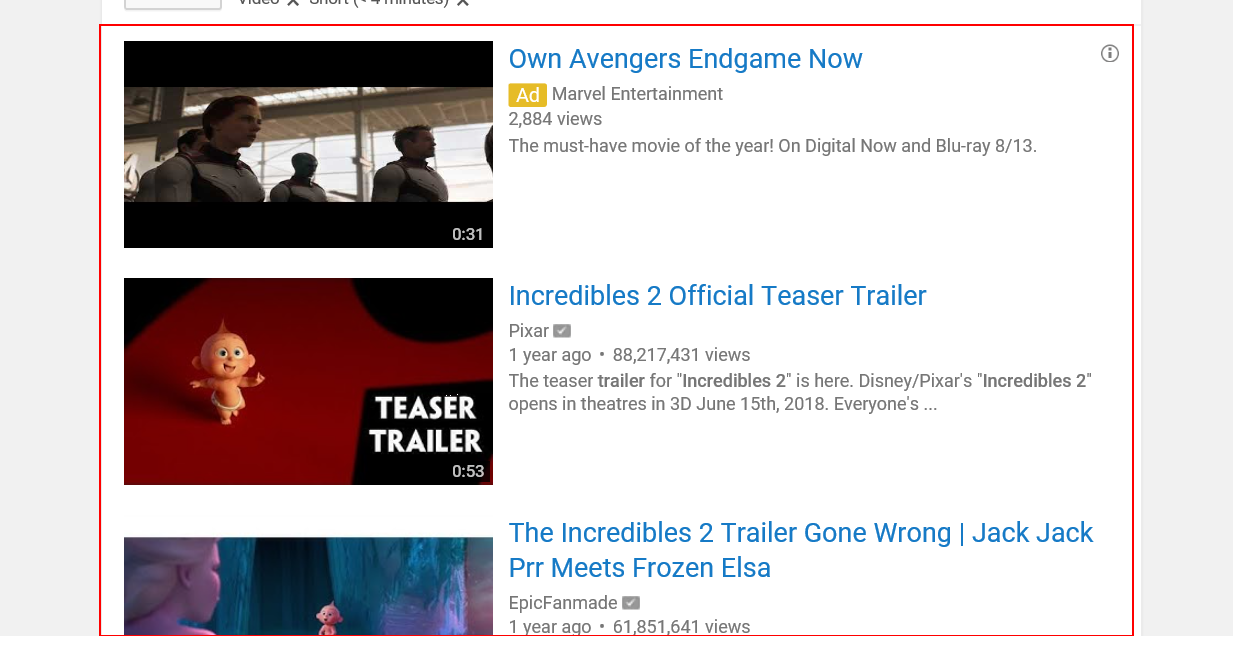 Video Short (< 4 minutes)
Own Avengers Endgame Now
Ad Marvel Entertainment
2,884 views
The must-have movie of the year! On Digital Now and Blu-ray 8/13.
0:31
Incredibles 2 Official Teaser Trailer
Pixar
1 year ago • 88,217,431 views
The teaser trailer for "Incredibles 2" is here. Disney/Pixar's "Incredibles 2"
opens in theatres in 3D June 15th, 2018. Everyone's ...
TEASER
TRAILER
0:53
The Incredibles 2 Trailer Gone Wrong | Jack Jack
Prr Meets Frozen Elsa
EpicFanmade
1 year ago • 61,851,641 views